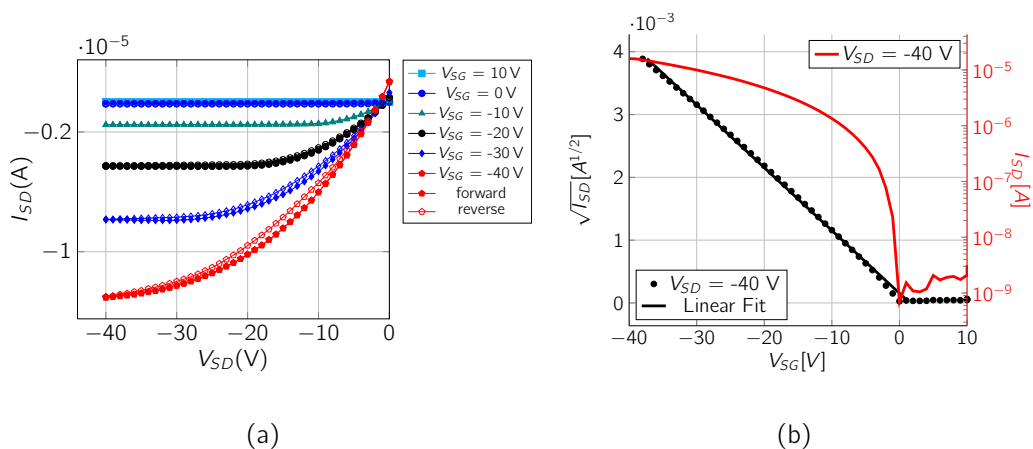 ·10⁻⁵
I_SD(A)
−0.2
−1
−40
−30
−20
−10
0
V_SD(V)
V_SG = 10 V
V_SG = 0 V
V_SG = -10 V
V_SG = -20 V
V_SG = -30 V
V_SG = -40 V
forward
reverse
(a)
·10⁻³
√I_SD[A^1/2]
4
3
2
1
0
V_SD = -40 V
V_SD = -40 V
Linear Fit
10⁻⁵
10⁻⁶
10⁻⁷
10⁻⁸
10⁻⁹
I_SD[A]
−40
−30
−20
−10
0
10
V_SG[V]
(b)